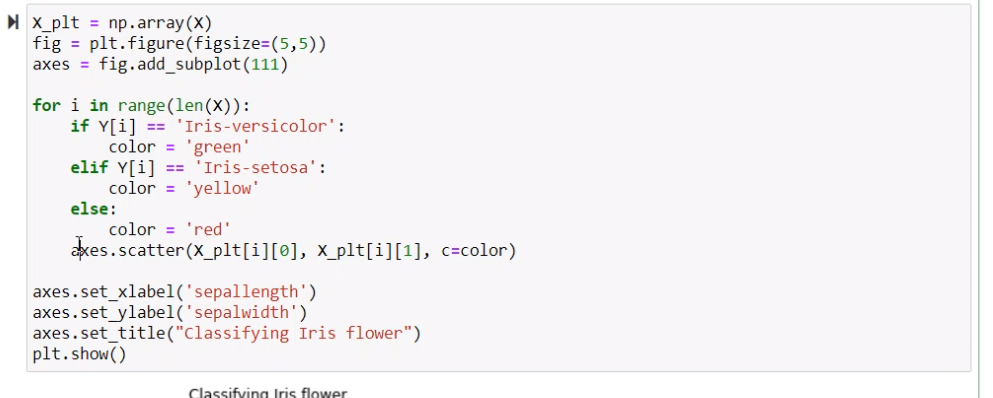 X_plt = np.array(X)
fig = plt.figure(figsize=(5,5))
axes = fig.add_subplot(111)
for i in range(len(X)):
    if Y[i] == 'Iris-versicolor':
        color = 'green'
    elif Y[i] == 'Iris-setosa':
        color = 'yellow'
    else:
        color = 'red'
    axes.scatter(X_plt[i][0], X_plt[i][1], c=color)
axes.set_xlabel('sepallength')
axes.set_ylabel('sepalwidth')
axes.set_title("Classifying Iris flower")
plt.show()
Classifying Iris flower